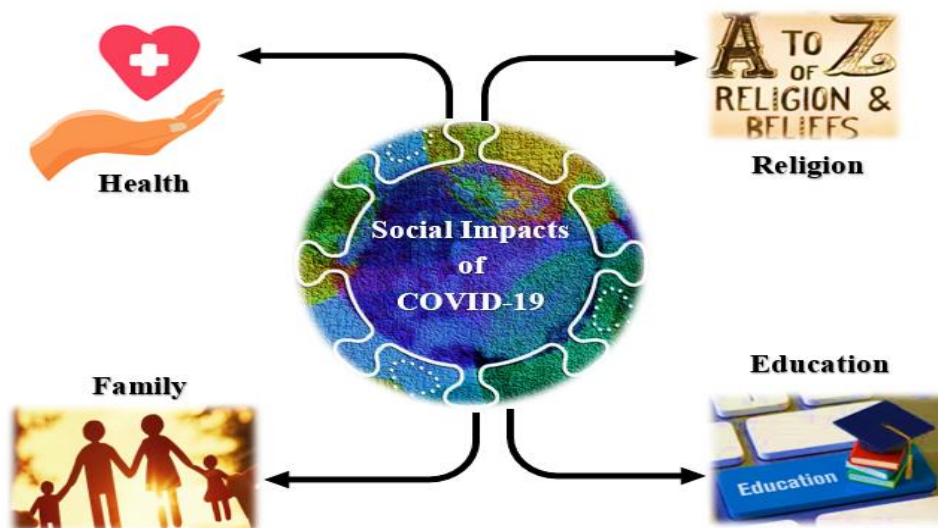 Health
A TO Z
OF
RELIGION &
BELIEFS
Religion
Social Impacts
of
COVID-19
Family
Education
Education